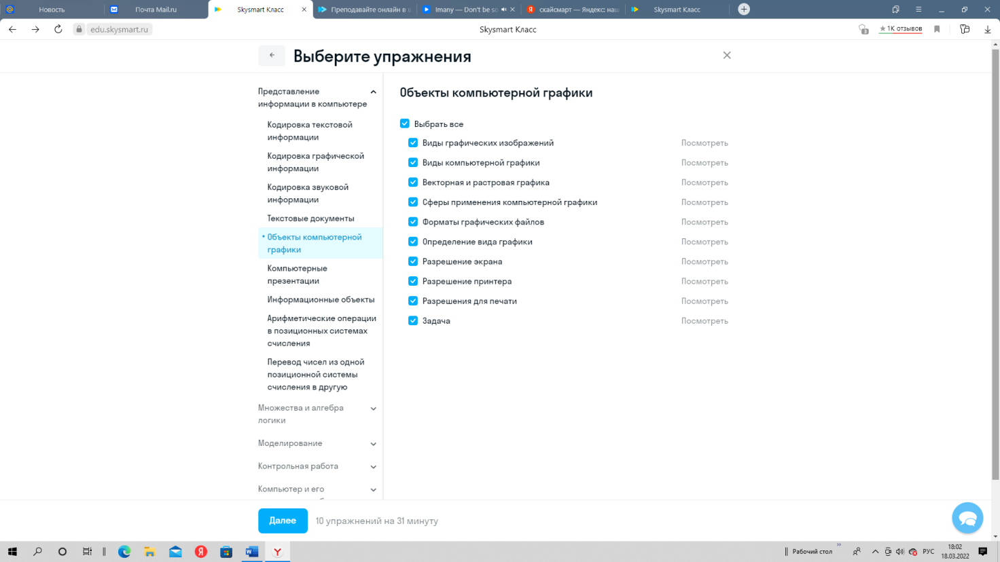 Новость
Почта Mail.ru
Skysmart Класс
Преподавайте онлайн в
Imany — Don't be so
скайсмарт — Яндекс: наш
Skysmart Класс
edu.skysmart.ru
Skysmart Класс
3
1К отзывов
Выберите упражнения
Представление
информации в компьютере
Кодировка текстовой
информации
Кодировка графической
информации
Кодировка звуковой
информации
Текстовые документы
Объекты компьютерной
графики
Компьютерные
презентации
Информационные объекты
Арифметические операции
в позиционных системах
счисления
Перевод чисел из одной
позиционной системы
счисления в другую
Множества и алгебра
логики
Моделирование
Контрольная работа
Компьютер и его
Объекты компьютерной графики
Выбрать все
Виды графических изображений Посмотреть
Виды компьютерной графики Посмотреть
Векторная и растровая графика Посмотреть
Сферы применения компьютерной графики Посмотреть
Форматы графических файлов Посмотреть
Определение вида графики Посмотреть
Разрешение экрана Посмотреть
Разрешение принтера Посмотреть
Разрешения для печати Посмотреть
Задача Посмотреть
Далее
10 упражнений на 31 минуту
Рабочий стол
РУС
18:02
18.03.2022